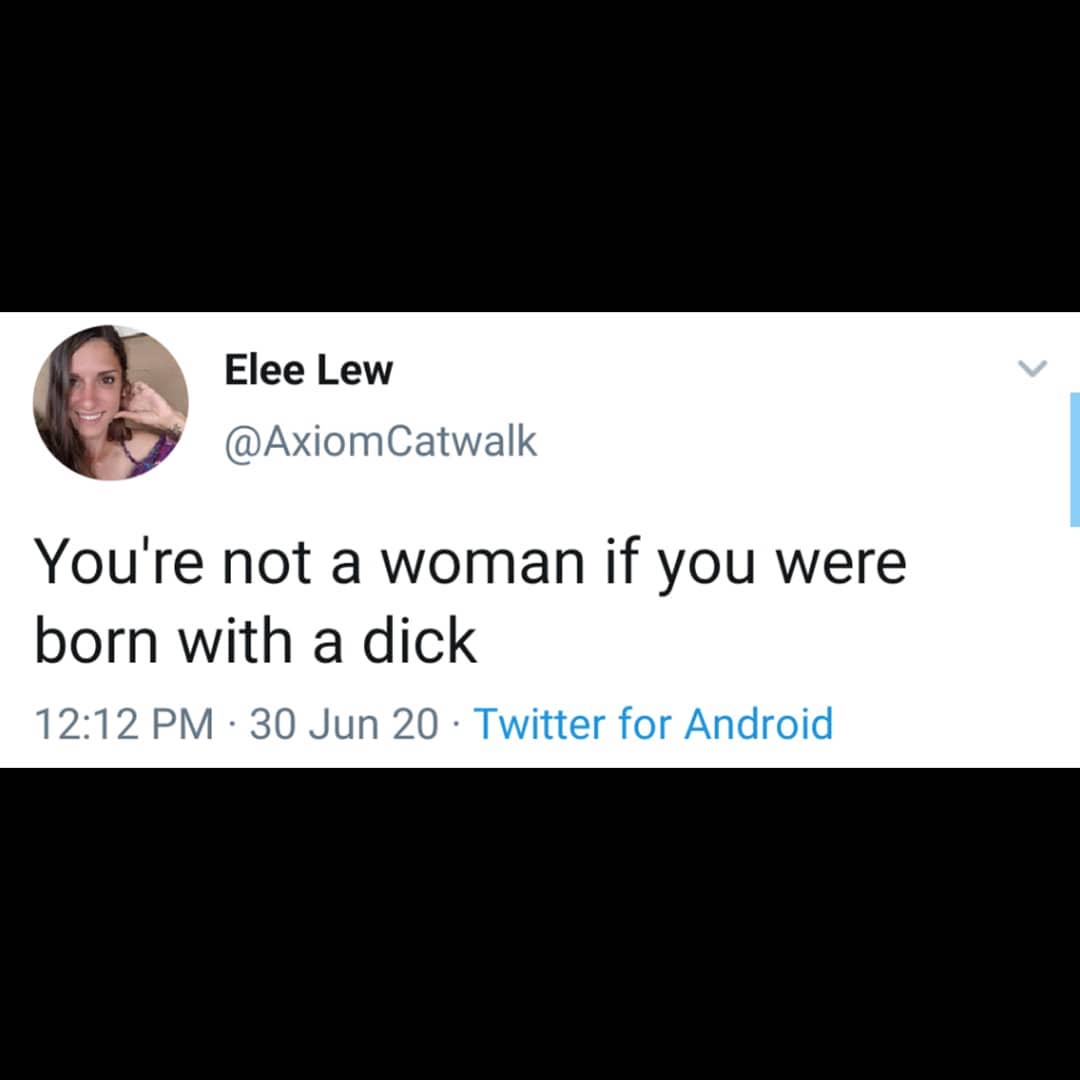 Elee Lew
@AxiomCatwalk
You're not a woman if you were
born with a dick
12:12 PM · 30 Jun 20 · Twitter for Android